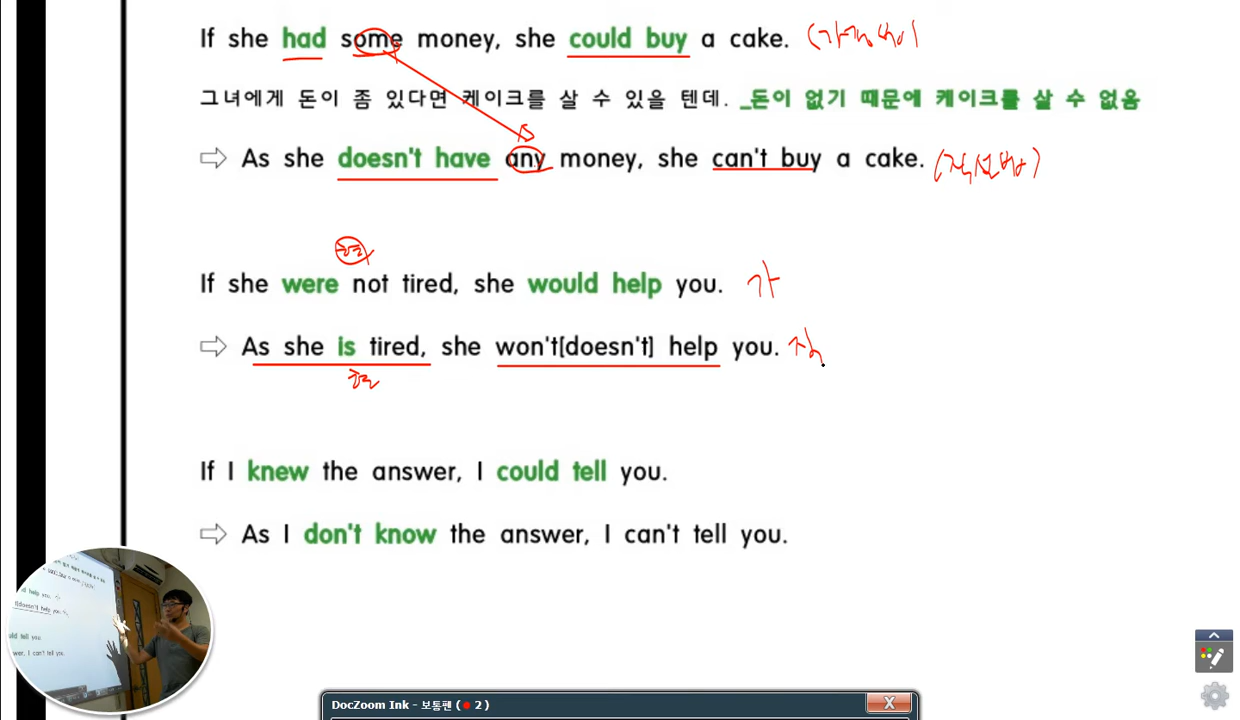 If she had some money, she could buy a cake. (가정법)
그녀에게 돈이 좀 있다면 케이크를 살 수 있을 텐데. _돈이 없기 때문에 케이크를 살 수 없음
⇨ As she doesn't have any money, she can't buy a cake. (직설법)
If she were not tired, she would help you. 가
⇨ As she is tired, she won't[doesn't] help you. 직
If I knew the answer, I could tell you.
⇨ As I don't know the answer, I can't tell you.
DocZoom Ink - 보통펜 ( 2 )